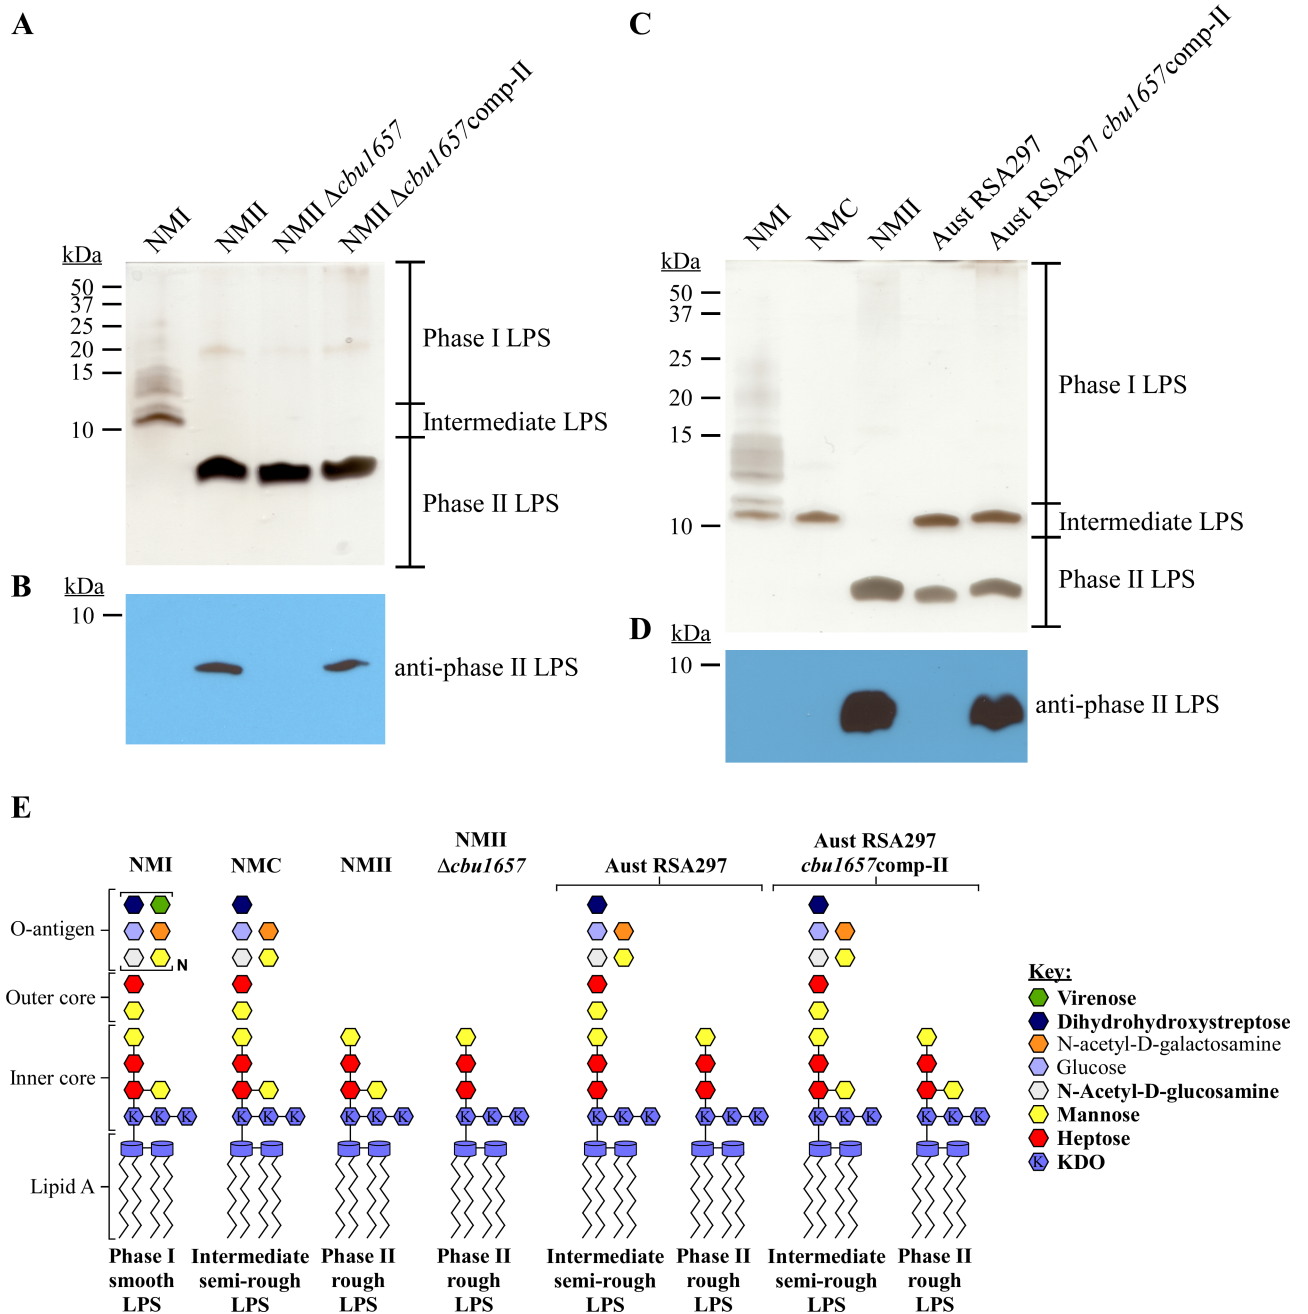 A
NMI
NMII
NMII Δcbu1657
NMII Δcbu1657comp-II
kDa
50
37
25
20
15
10
Phase I LPS
Intermediate LPS
Phase II LPS
B
kDa
10
anti-phase II LPS
C
NMI
NMC
NMII
Aust RSA297
Aust RSA297 cbu1657comp-II
kDa
50
37
25
20
15
10
Phase I LPS
Intermediate LPS
Phase II LPS
D
kDa
10
anti-phase II LPS
E
NMI
NMC
NMII
NMII
Δcbu1657
Aust RSA297
Aust RSA297
cbu1657comp-II
O-antigen
N
Outer core
Inner core
K K K K K K K K K K K K K K K K K K K K K K K K
Lipid A
Phase I
smooth
LPS
Intermediate
semi-rough
LPS
Phase II
rough
LPS
Phase II
rough
LPS
Intermediate
semi-rough
LPS
Phase II
rough
LPS
Intermediate
semi-rough
LPS
Phase II
rough
LPS
Key:
Virenose
Dihydrohydroxystreptose
N-acetyl-D-galactosamine
Glucose
N-Acetyl-D-glucosamine
Mannose
Heptose
K KDO